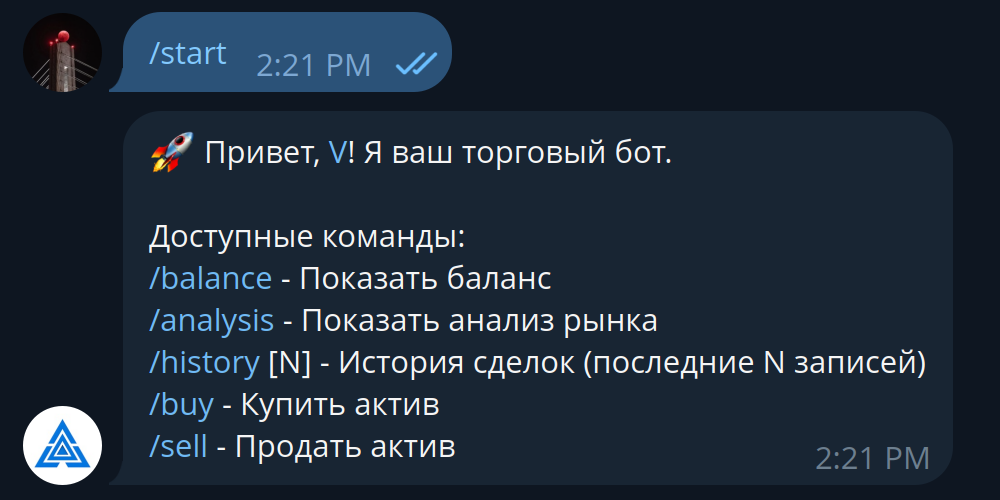 /start 2:21 PM
🚀 Привет, V! Я ваш торговый бот.
Доступные команды:
/balance - Показать баланс
/analysis - Показать анализ рынка
/history [N] - История сделок (последние N записей)
/buy - Купить актив
/sell - Продать актив
2:21 PM